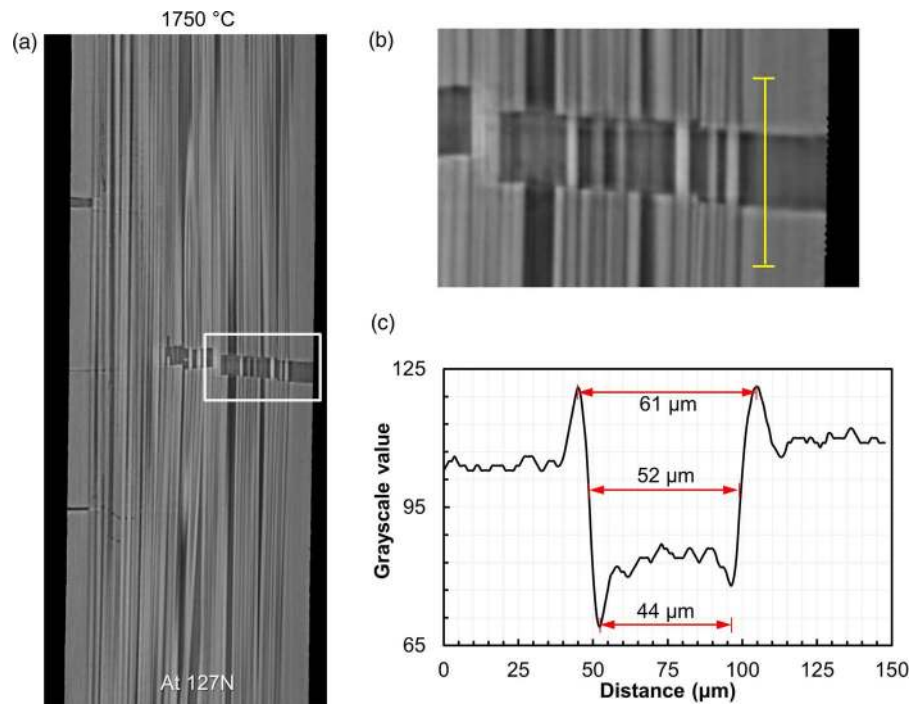 1750 °C
(a)
At 127N
(b)
(c)
125
95
65
Grayscale value
61 µm
52 µm
44 µm
0 25 50 75 100 125 150
Distance (µm)